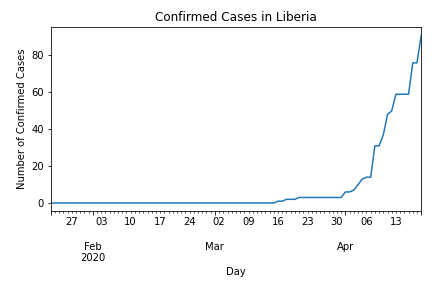 Confirmed Cases in Liberia
Number of Confirmed Cases
80
60
40
20
0
27 03 10 17 24 02 09 16 23 30 06 13
Feb Mar Apr
2020
Day